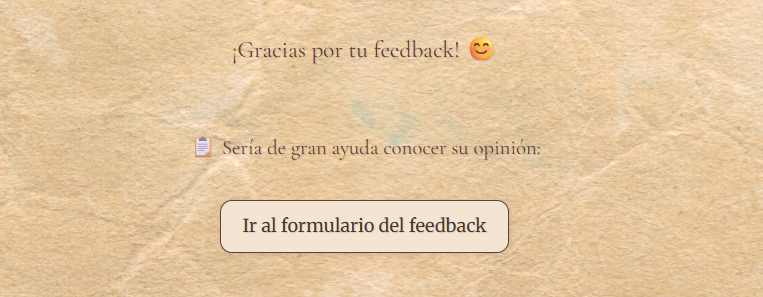 ¡Gracias por tu feedback! 😊
📋 Sería de gran ayuda conocer su opinión:
Ir al formulario del feedback